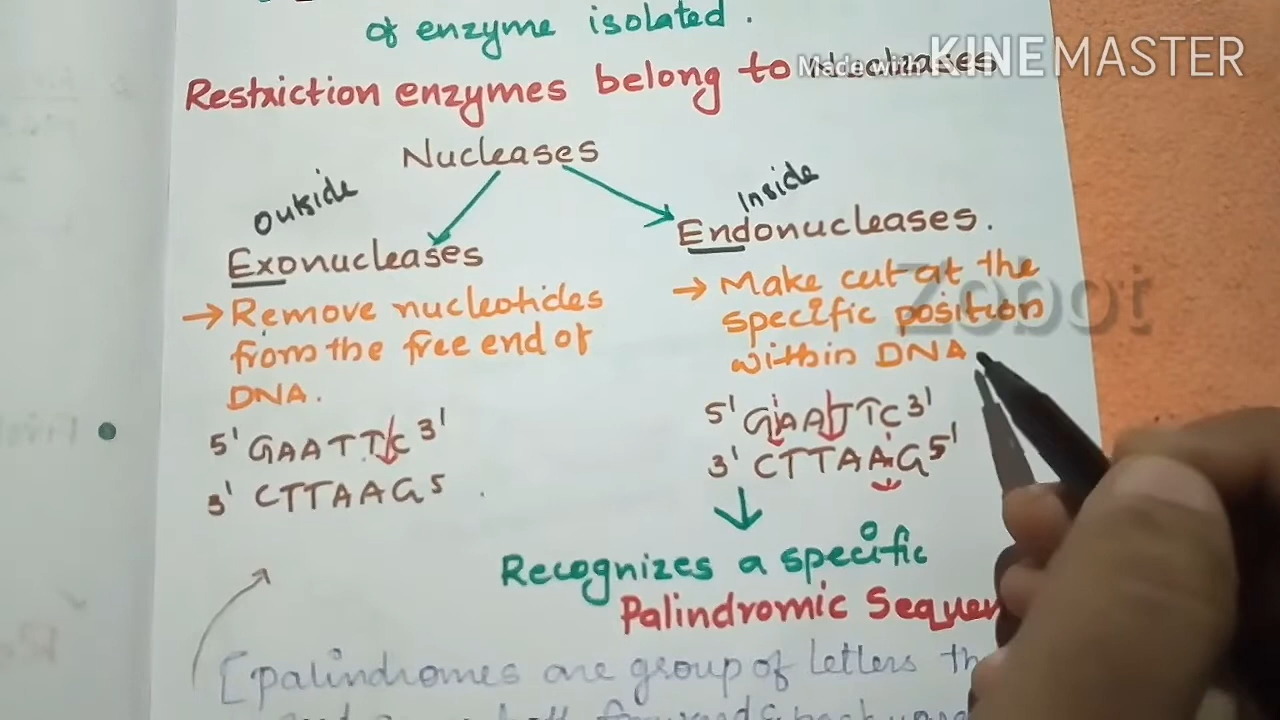 of enzyme isolated.
Restriction enzymes belong to Nucleases
Made with KINEMASTER
Nucleases
Outside
Inside
Exonucleases
Endonucleases.
→ Remove nucleotides
from the free end of
DNA.
→ Make cut at the
specific position
within DNA
Zobot
5' GAATTC 3'
3' CTTAAG 5
5' GAATTC 3'
3' CTTAAG 5'
Recognizes a specific
Palindromic
[palindromes are group of letters